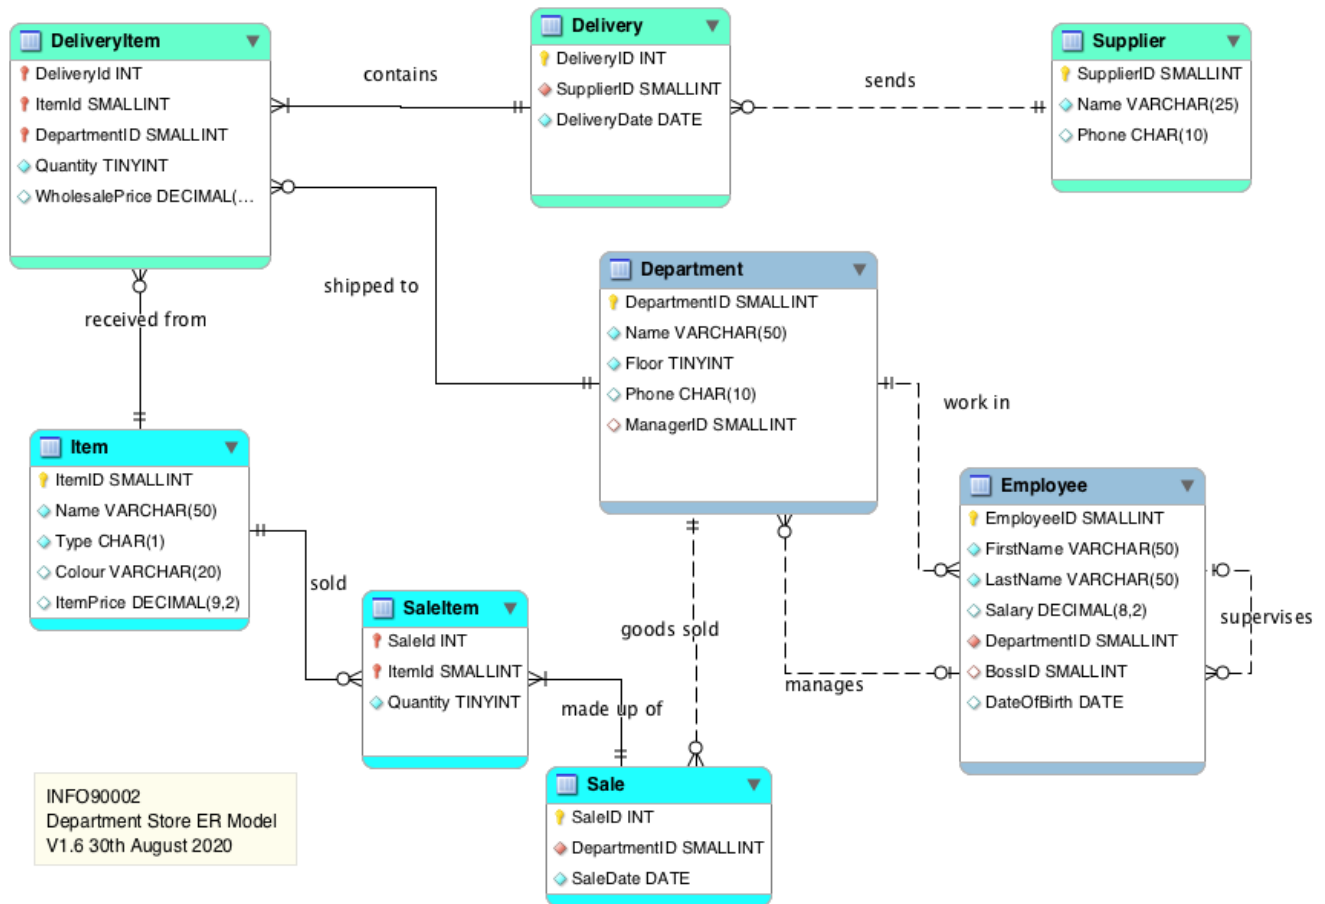 DeliveryItem
DeliveryId INT
ItemId SMALLINT
DepartmentID SMALLINT
Quantity TINYINT
WholesalePrice DECIMAL(...
contains
Delivery
DeliveryID INT
SupplierID SMALLINT
DeliveryDate DATE
sends
Supplier
SupplierID SMALLINT
Name VARCHAR(25)
Phone CHAR(10)
received from
shipped to
Department
DepartmentID SMALLINT
Name VARCHAR(50)
Floor TINYINT
Phone CHAR(10)
ManagerID SMALLINT
work in
Item
ItemID SMALLINT
Name VARCHAR(50)
Type CHAR(1)
Colour VARCHAR(20)
ItemPrice DECIMAL(9,2)
sold
SaleItem
SaleId INT
ItemId SMALLINT
Quantity TINYINT
made up of
goods sold
manages
Employee
EmployeeID SMALLINT
FirstName VARCHAR(50)
LastName VARCHAR(50)
Salary DECIMAL(8,2)
DepartmentID SMALLINT
BossID SMALLINT
DateOfBirth DATE
supervises
Sale
SaleID INT
DepartmentID SMALLINT
SaleDate DATE
INFO90002
Department Store ER Model
V1.6 30th August 2020